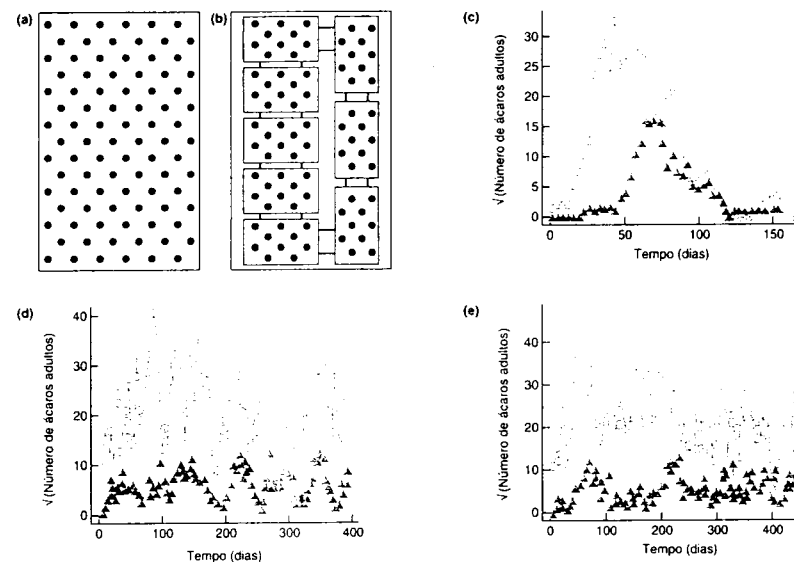 (a)
(b)
(c)
√ (Número de ácaros adultos)
30
25
20
15
10
5
0
0
50
100
150
Tempo (dias)
(d)
√ (Número de ácaros adultos)
40
30
20
10
0
0
100
200
300
400
Tempo (dias)
(e)
√ (Número de ácaros adultos)
40
30
20
10
0
0
100
200
300
400
Tempo (dias)